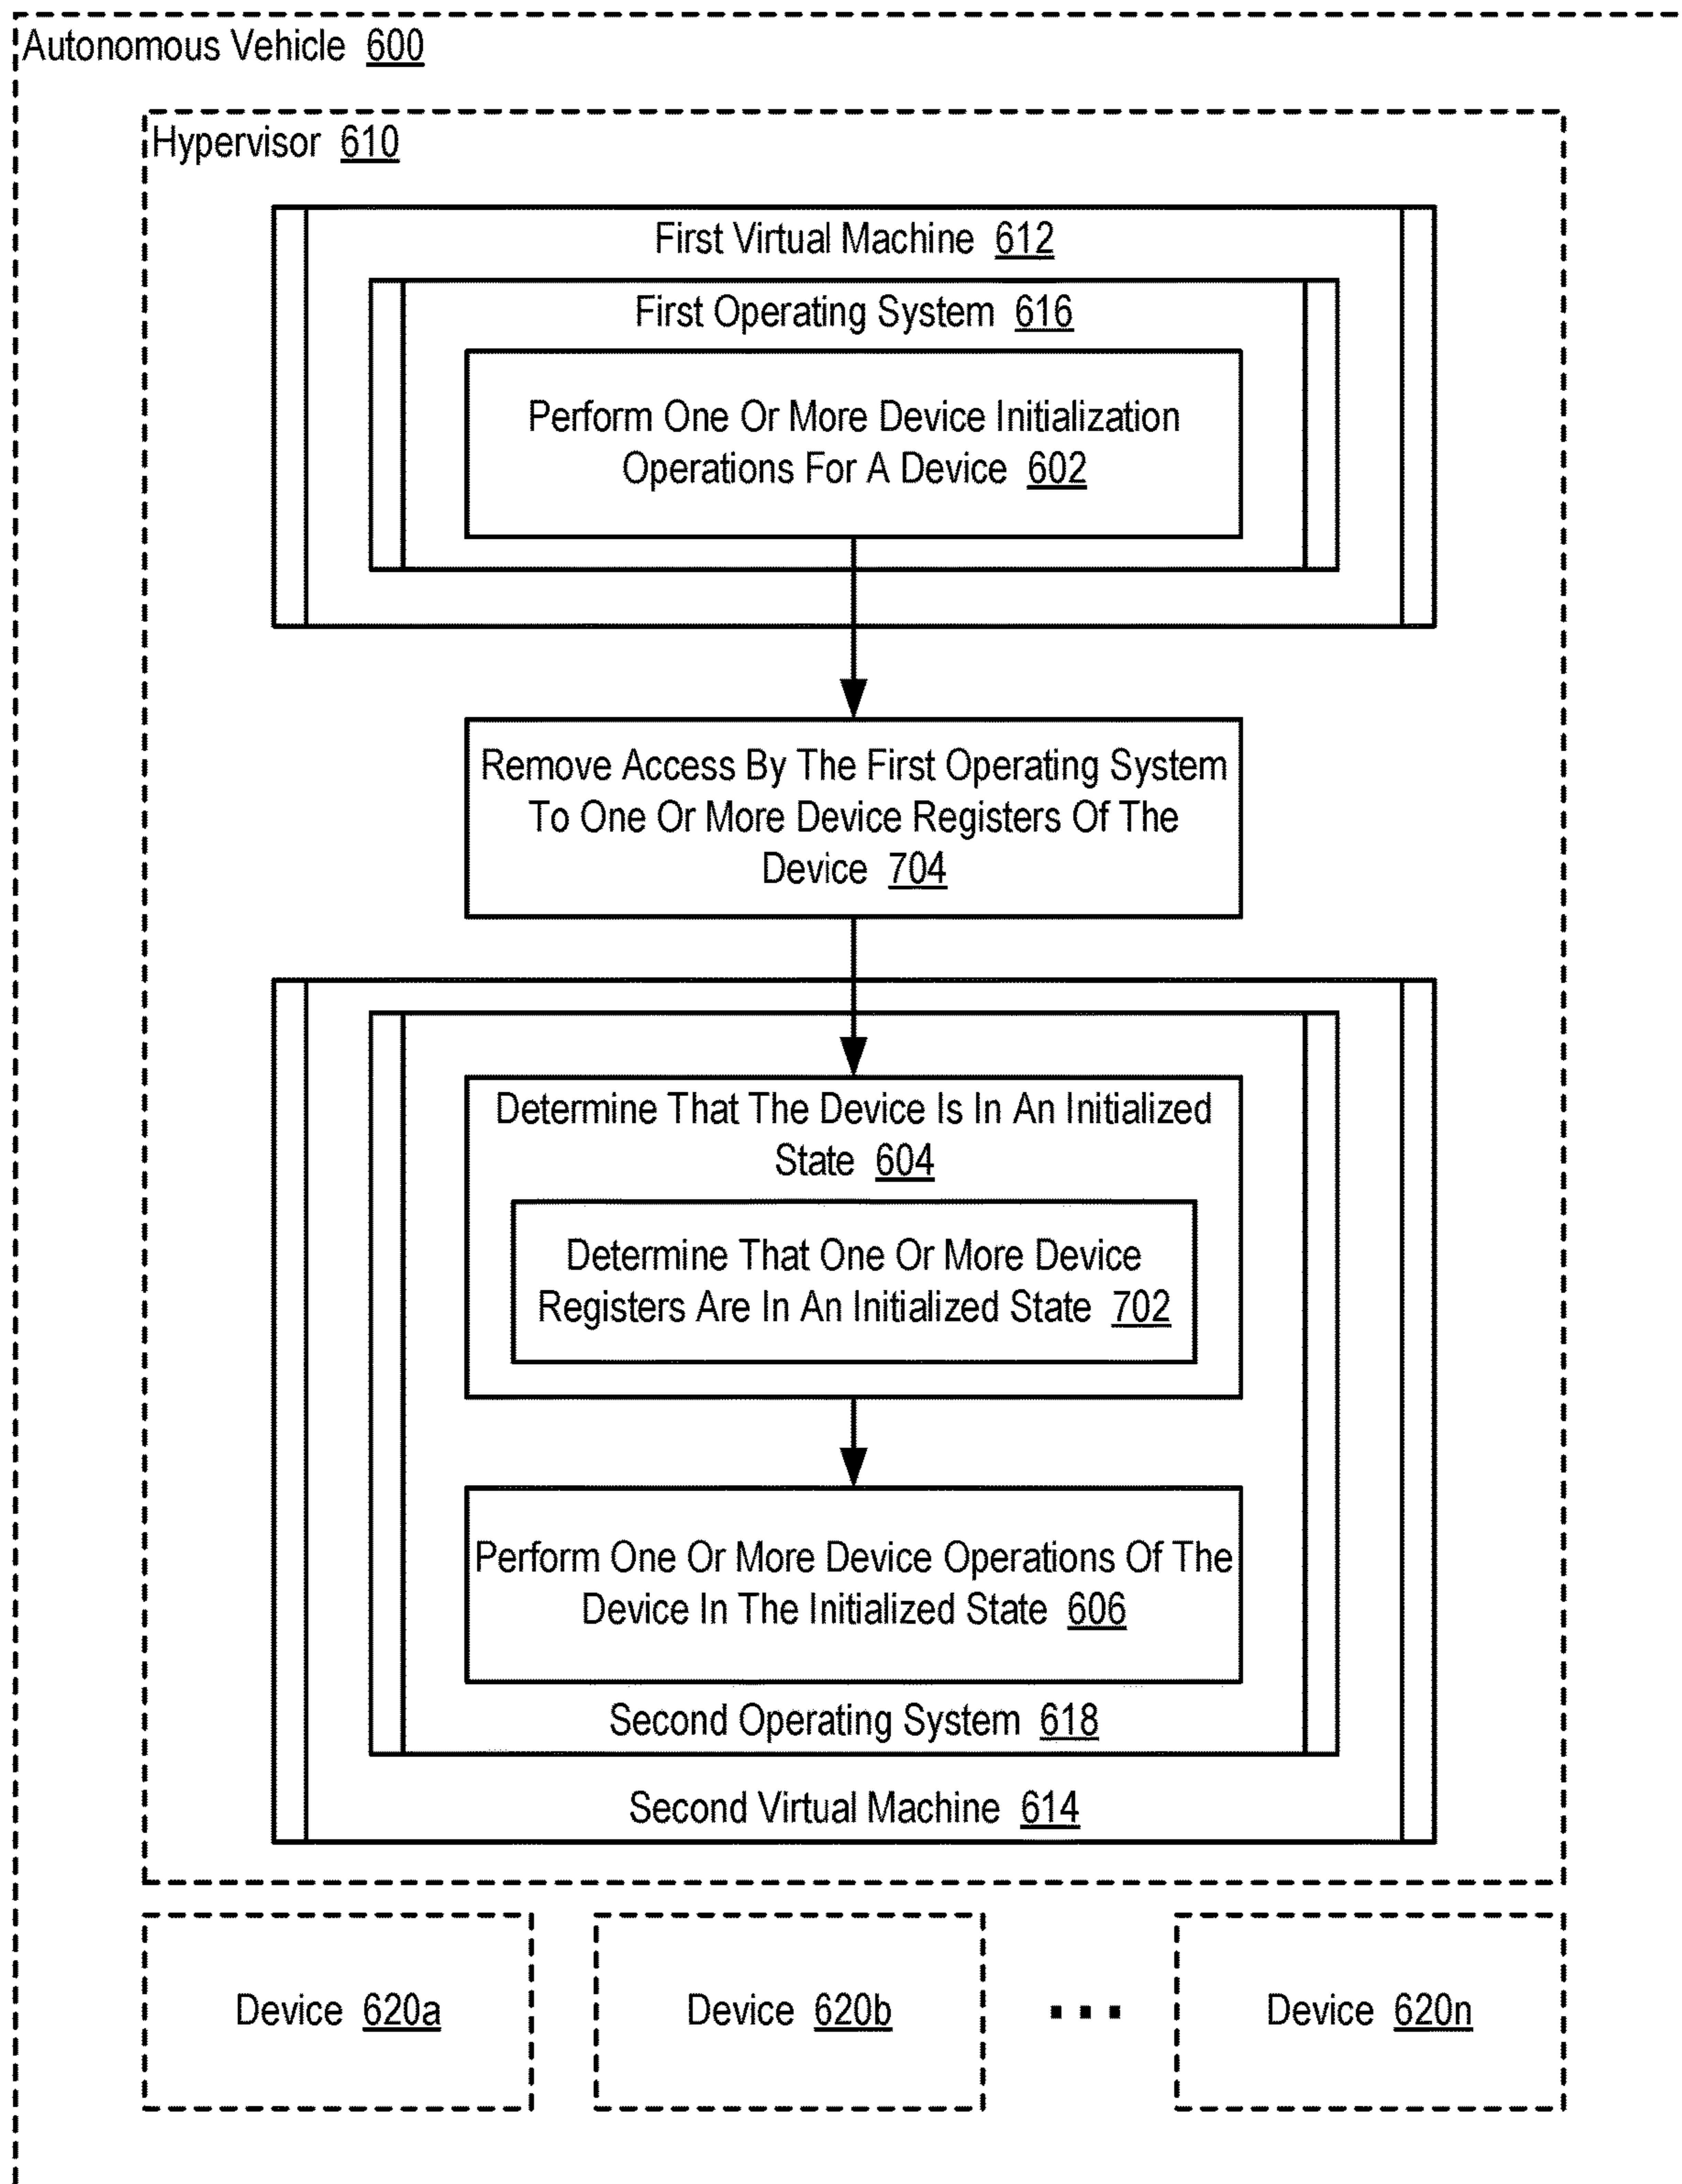 Autonomous Vehicle 600
Hypervisor 610
First Virtual Machine 612
First Operating System 616
Perform One Or More Device Initialization
Operations For A Device 602
Remove Access By The First Operating System
To One Or More Device Registers Of The
Device 704
Determine That The Device Is In An Initialized
State 604
Determine That One Or More Device
Registers Are In An Initialized State 702
Perform One Or More Device Operations Of The
Device In The Initialized State 606
Second Operating System 618
Second Virtual Machine 614
Device 620a
Device 620b
...
Device 620n